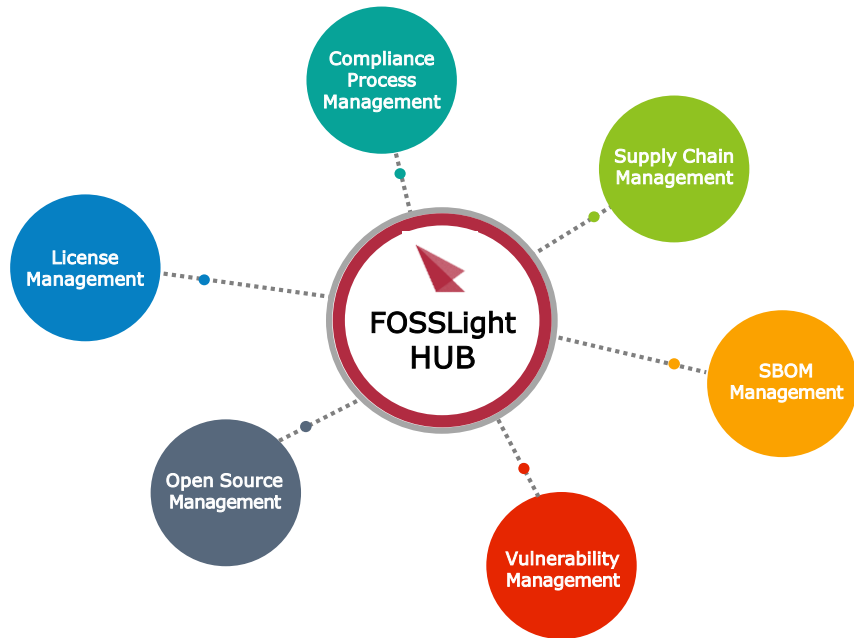 Compliance
Process
Management
Supply Chain
Management
License
Management
FOSSLight
HUB
SBOM
Management
Open Source
Management
Vulnerability
Management